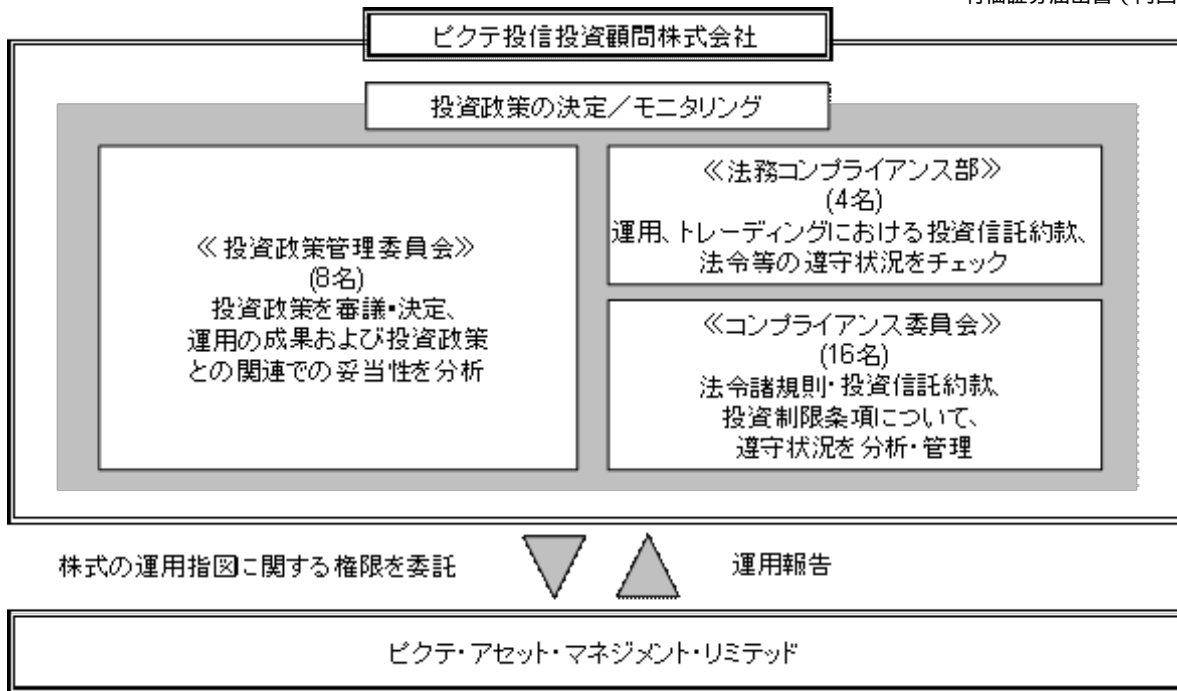 有価証券届出書(内国
ピクテ投信投資顧問株式会社
投資政策の決定/モニタリング
≪投資政策管理委員会≫
(8名)
投資政策を審議・決定、
運用の成果および投資政策
との関連での妥当性を分析
≪法務コンプライアンス部≫
(4名)
運用、トレーディングにおける投資信託約款、
法令等の遵守状況をチェック
≪コンプライアンス委員会≫
(16名)
法令諸規則・投資信託約款、
投資制限条項について、
遵守状況を分析・管理
株式の運用指図に関する権限を委託
運用報告
ピクテ・アセット・マネジメント・リミテッド